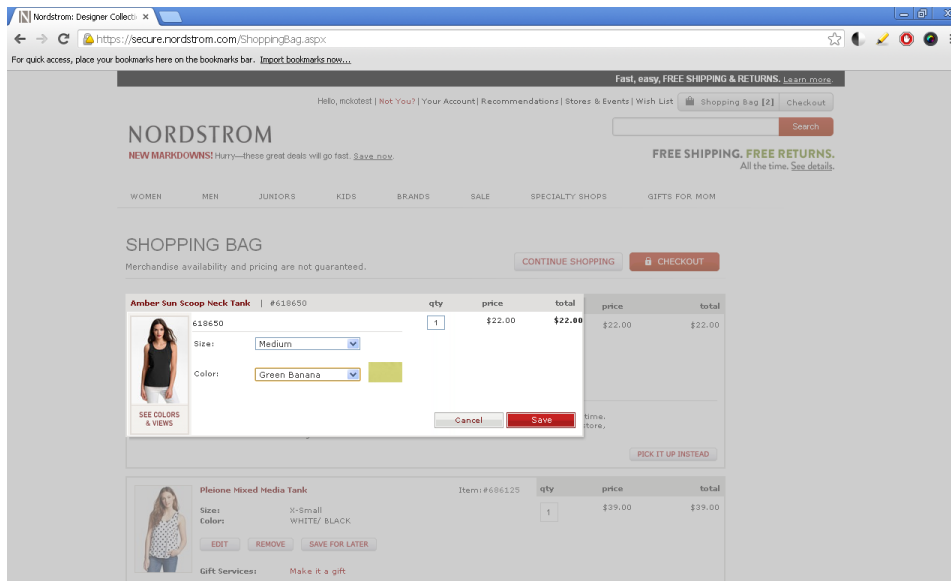 Nordstrom: Designer Collecti
https://secure.nordstrom.com/ShoppingBag.aspx
For quick access, place your bookmarks here on the bookmarks bar. Import bookmarks now...
Fast, easy, FREE SHIPPING & RETURNS. Learn more.
Hello, mckotest | Not You? | Your Account | Recommendations | Stores & Events | Wish List Shopping Bag [2] Checkout
NORDSTROM
Search
NEW MARKDOWNS! Hurry—these great deals will go fast. Save now.
FREE SHIPPING. FREE RETURNS.
All the time. See details.
WOMEN MEN JUNIORS KIDS BRANDS SALE SPECIALTY SHOPS GIFTS FOR MOM
SHOPPING BAG
Merchandise availability and pricing are not guaranteed.
CONTINUE SHOPPING CHECKOUT
Amber Sun Scoop Neck Tank | #618650 qty price total price total
618650 1 $22.00 $22.00 $22.00 $22.00
Size: Medium
Color: Green Banana
SEE COLORS
& VIEWS
Cancel Save
time.
store,
PICK IT UP INSTEAD
Pleione Mixed Media Tank Item: #686125 qty price total
Size: X-Small 1 $39.00 $39.00
Color: WHITE/ BLACK
EDIT REMOVE SAVE FOR LATER
Gift Services: Make it a gift